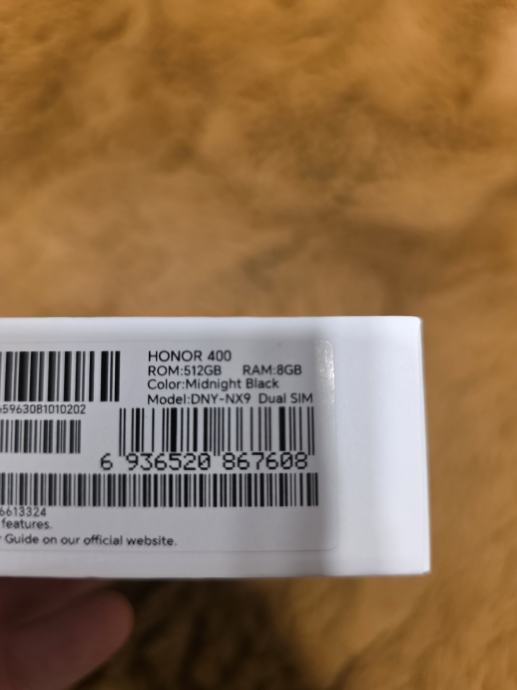 HONOR 400
ROM:512GB RAM:8GB
Color:Midnight Black
Model:DNY-NX9 Dual SIM
65963081010202
6 936520 867608
6613324
features.
Guide on our official website.